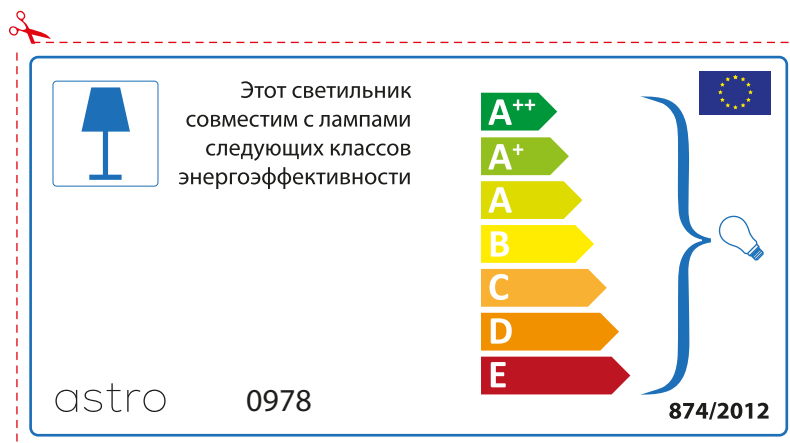 Этот светильник
совместим с лампами
следующих классов
энергоэффективности
A++
A+
A
B
C
D
E
astro 0978
874/2012